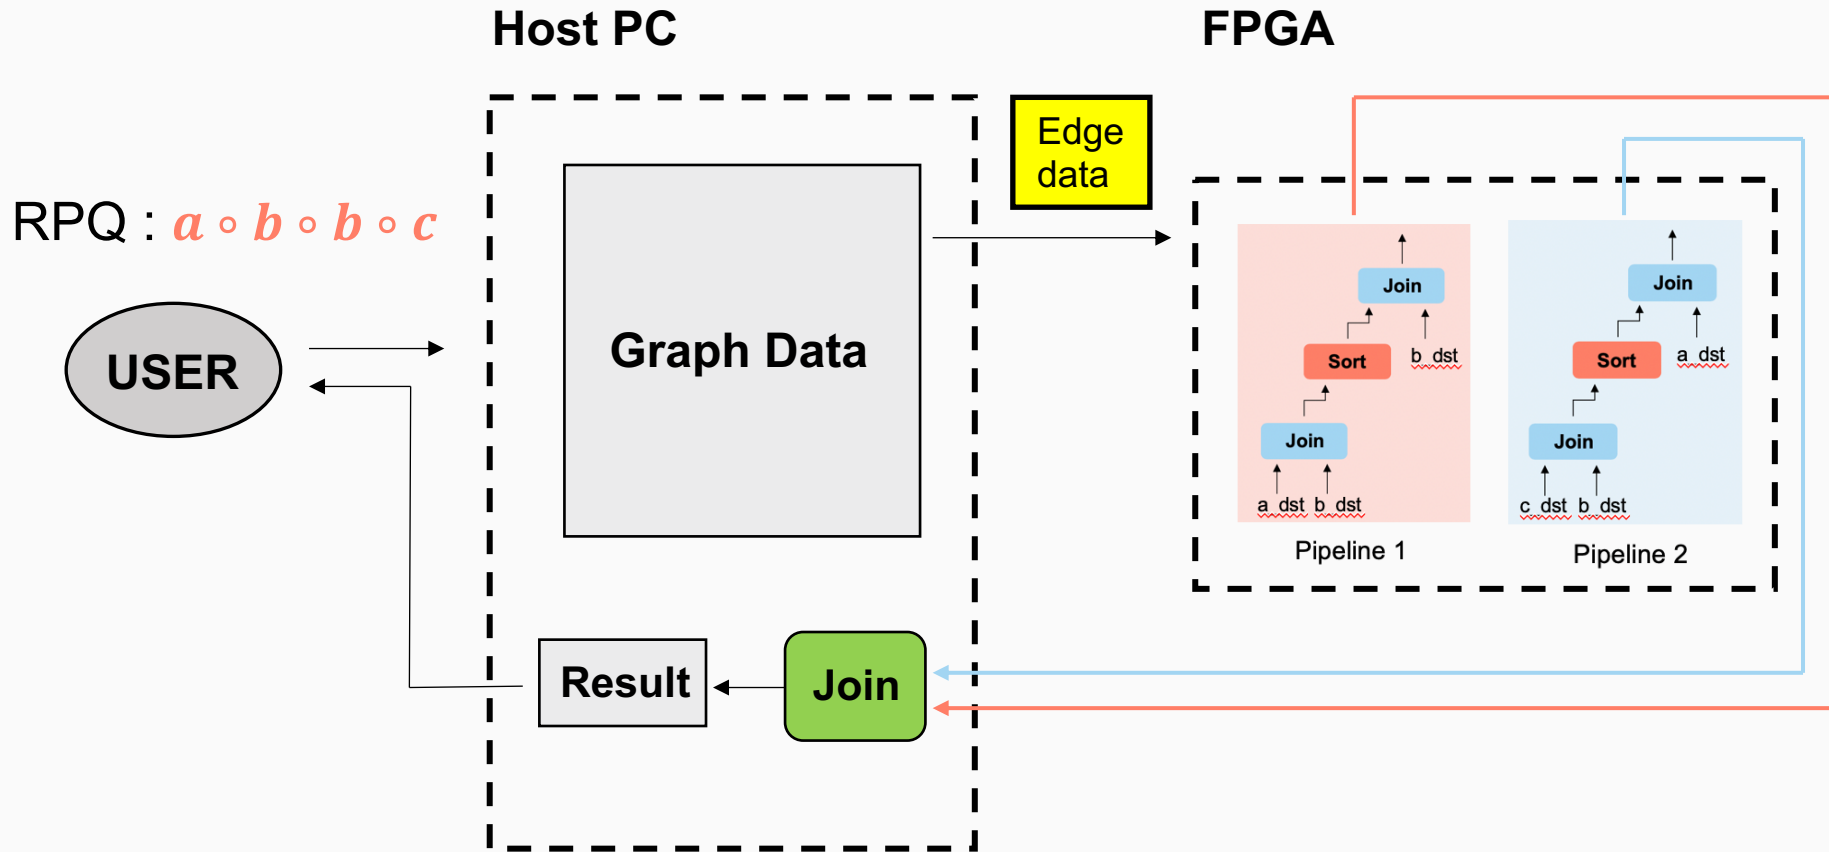 Host PC
FPGA
Edge
data
RPQ : a ∘ b ∘ b ∘ c
USER
Graph Data
Join
Sort
b_dst
Join
a_dst b_dst
Pipeline 1
Join
Sort
a_dst
Join
c_dst b_dst
Pipeline 2
Result
Join